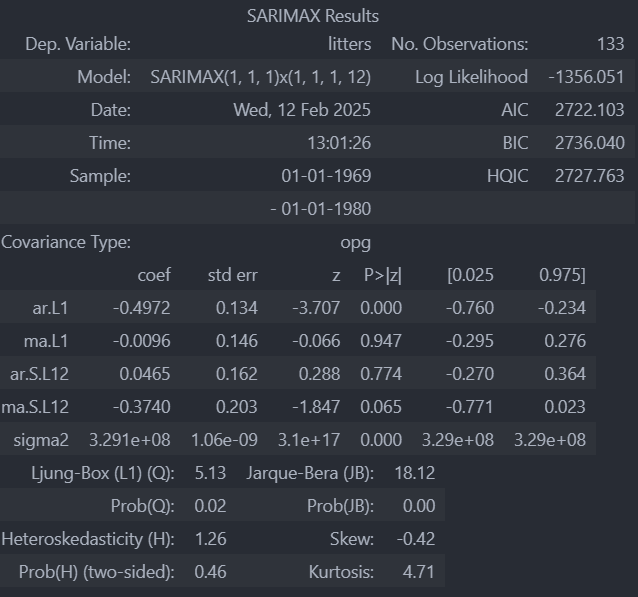 SARIMAX Results
Dep. Variable: litters No. Observations: 133
Model: SARIMAX(1, 1, 1)x(1, 1, 1, 12) Log Likelihood -1356.051
Date: Wed, 12 Feb 2025 AIC 2722.103
Time: 13:01:26 BIC 2736.040
Sample: 01-01-1969 HQIC 2727.763
- 01-01-1980
Covariance Type: opg
coef std err z P>|z| [0.025 0.975]
ar.L1 -0.4972 0.134 -3.707 0.000 -0.760 -0.234
ma.L1 -0.0096 0.146 -0.066 0.947 -0.295 0.276
ar.S.L12 0.0465 0.162 0.288 0.774 -0.270 0.364
ma.S.L12 -0.3740 0.203 -1.847 0.065 -0.771 0.023
sigma2 3.291e+08 1.06e-09 3.1e+17 0.000 3.29e+08 3.29e+08
Ljung-Box (L1) (Q): 5.13 Jarque-Bera (JB): 18.12
Prob(Q): 0.02 Prob(JB): 0.00
Heteroskedasticity (H): 1.26 Skew: -0.42
Prob(H) (two-sided): 0.46 Kurtosis: 4.71